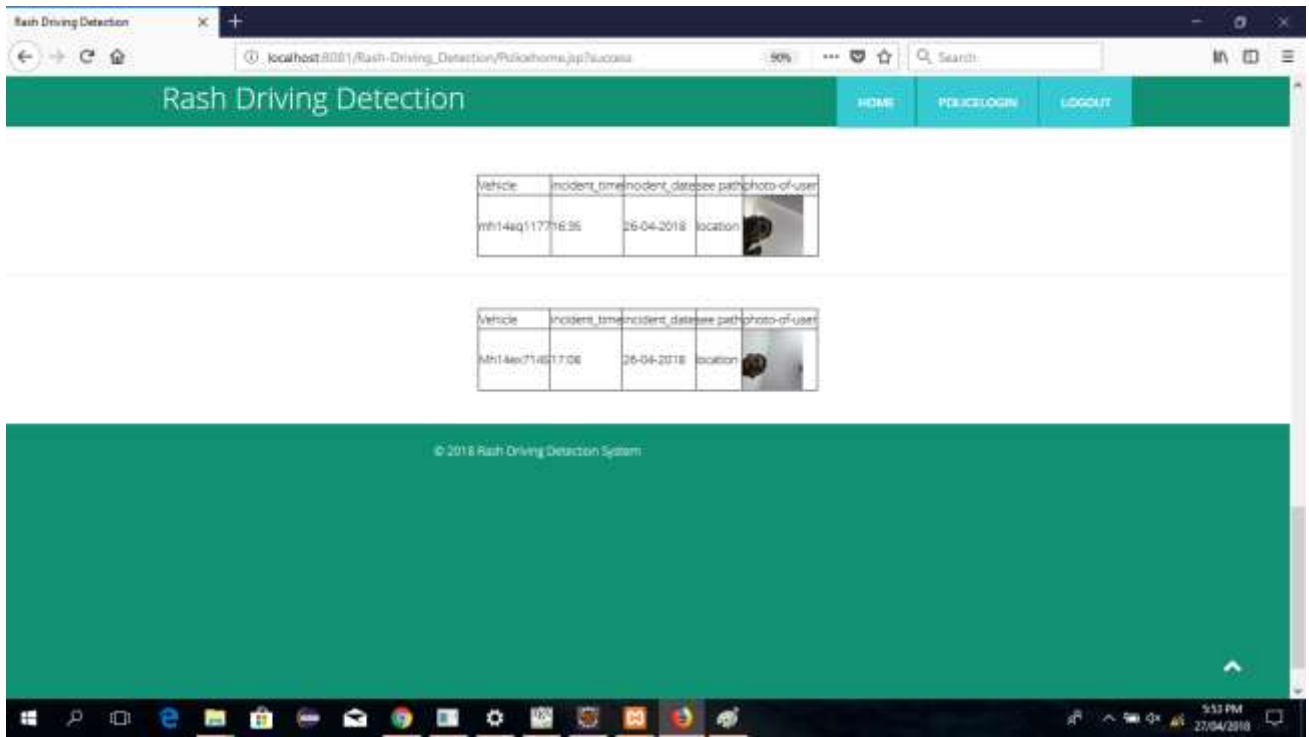 Rash Driving Detection
localhost:8081/Rash-Driving_Detection/Policehome.jsp?success 90% Search
Rash Driving Detection HOME POLICELOGIN LOGOUT
Vehicle incident_time incident_date see path photo-of-user
mh14eq1177 16:35 26-04-2018 location
Vehicle incident_time incident_date see path photo-of-user
17:06 26-04-2018 location
© 2018 Rash Driving Detection System
5:53 PM
27/04/2018